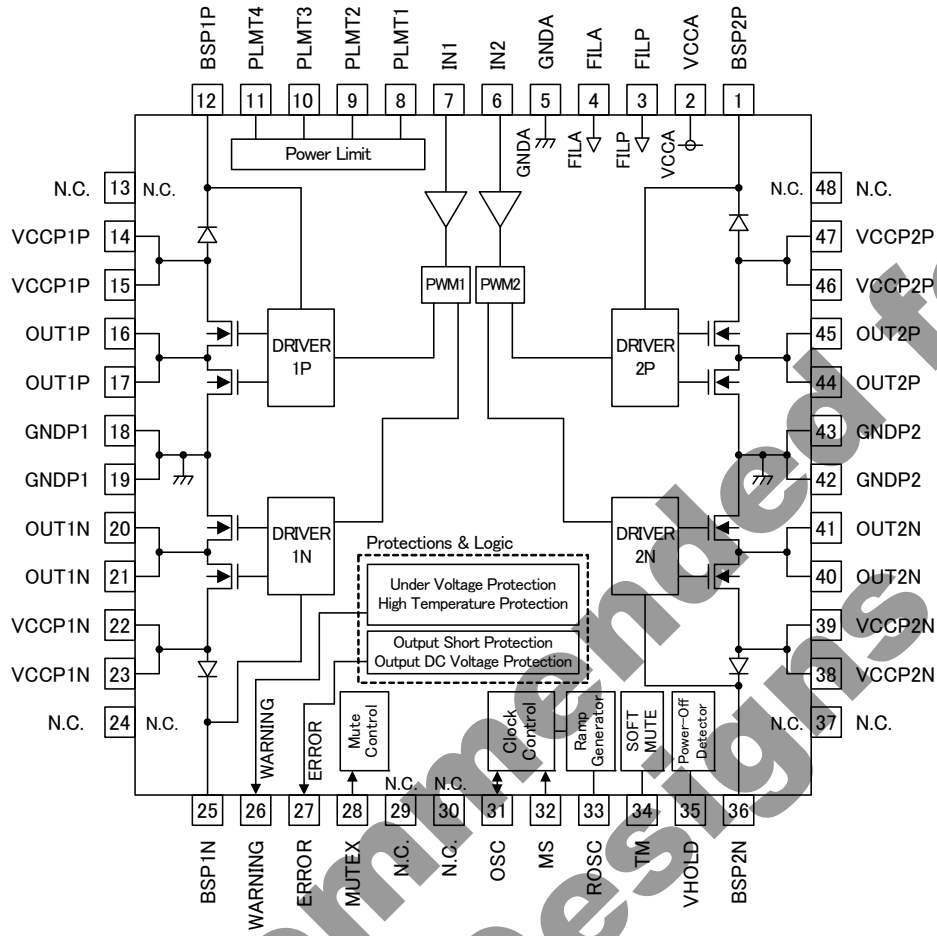 BSP1P PLMT4 PLMT3 PLMT2 PLMT1 IN1 IN2 GNDA FILA FILP VCCA BSP2P
12 11 10 9 8 7 6 5 4 3 2 1
Power Limit
GNDA FILA FILP VCCA
N.C. 13 N.C.
N.C. 48 N.C.
VCCP1P 14
47 VCCP2P
VCCP1P 15
46 VCCP2P
PWM1 PWM2
OUT1P 16
45 OUT2P
DRIVER
1P
DRIVER
2P
OUT1P 17
44 OUT2P
GNDP1 18
43 GNDP2
GNDP1 19
42 GNDP2
OUT1N 20
41 OUT2N
DRIVER
1N
DRIVER
2N
OUT1N 21
40 OUT2N
Protections & Logic
Under Voltage Protection
High Temperature Protection
Output Short Protection
Output DC Voltage Protection
VCCP1N 22
39 VCCP2N
VCCP1N 23
38 VCCP2N
N.C. 24 N.C.
N.C. 37 N.C.
WARNING
ERROR
Mute
Control
N.C. N.C.
Clock
Control
Ramp
Generator
SOFT
MUTE
Power-Off
Detector
25 26 27 28 29 30 31 32 33 34 35 36
BSP1N WARNING ERROR MUTEX N.C. N.C. OSC MS ROSC TM VHOLD BSP2N
Designs